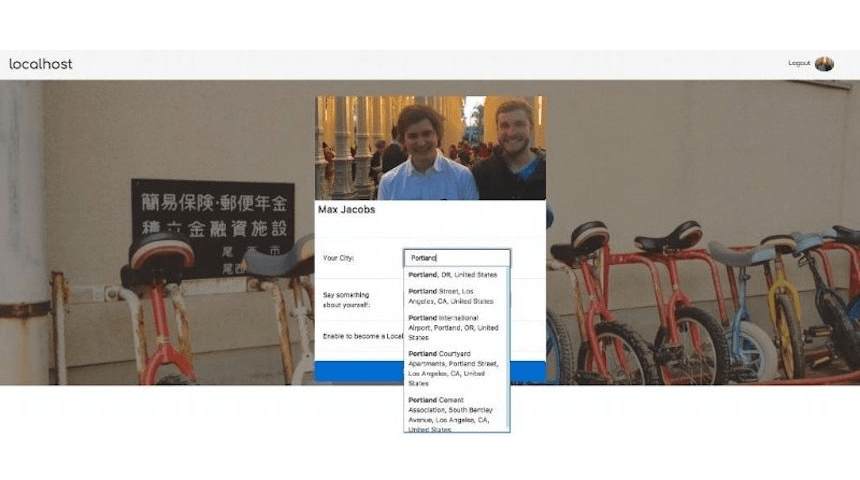 localhost
Logout
簡易保険・郵便年金
積立金融資施設
尾西市
尾西
Max Jacobs
Your City:
Portland
Say something
about yourself:
Enable to become a Local
Portland, OR, United States
Portland Street, Los
Angeles, CA, United States
Portland International
Airport, Portland, OR, United
States
Portland Courtyard
Apartments, Portland Street,
Los Angeles, CA, United
States
Portland Cement
Association, South Bentley
Avenue, Los Angeles, CA,
United States